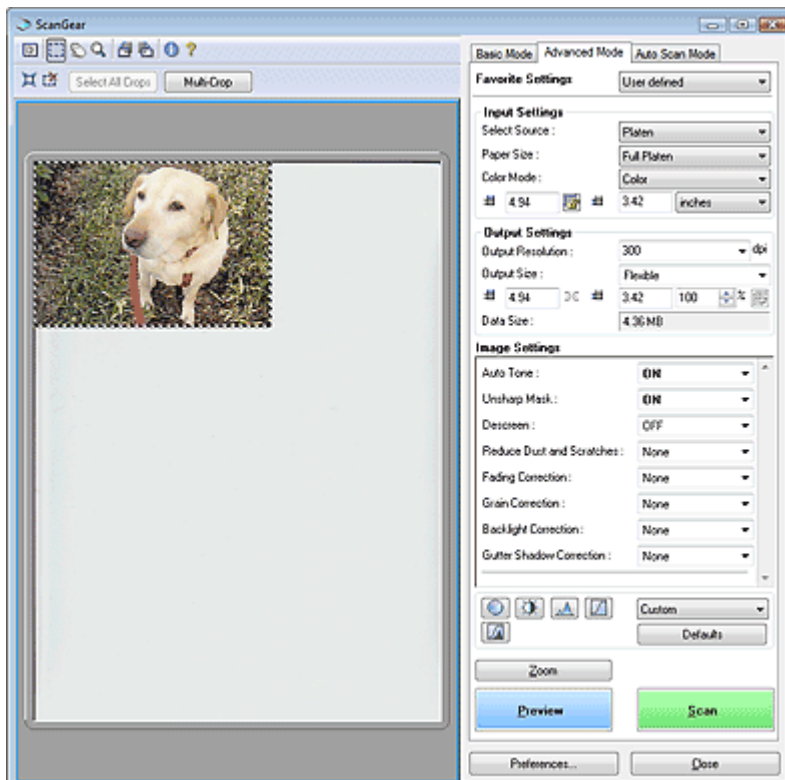 ScanGear
Select All Crops Multi-Crop
Basic Mode Advanced Mode Auto Scan Mode
Favorite Settings User defined
Input Settings
Select Source : Platen
Paper Size : Full Platen
Color Mode : Color
4.94 3.42 inches
Output Settings
Output Resolution : 300 dpi
Output Size : Flexible
4.94 3.42 100 %
Data Size : 4.36 MB
Image Settings
Auto Tone : ON
Unsharp Mask : ON
Descreen : OFF
Reduce Dust and Scratches : None
Fading Correction : None
Grain Correction : None
Backlight Correction : None
Gutter Shadow Correction : None
Custom
Defaults
Zoom
Preview Scan
Preferences... Close